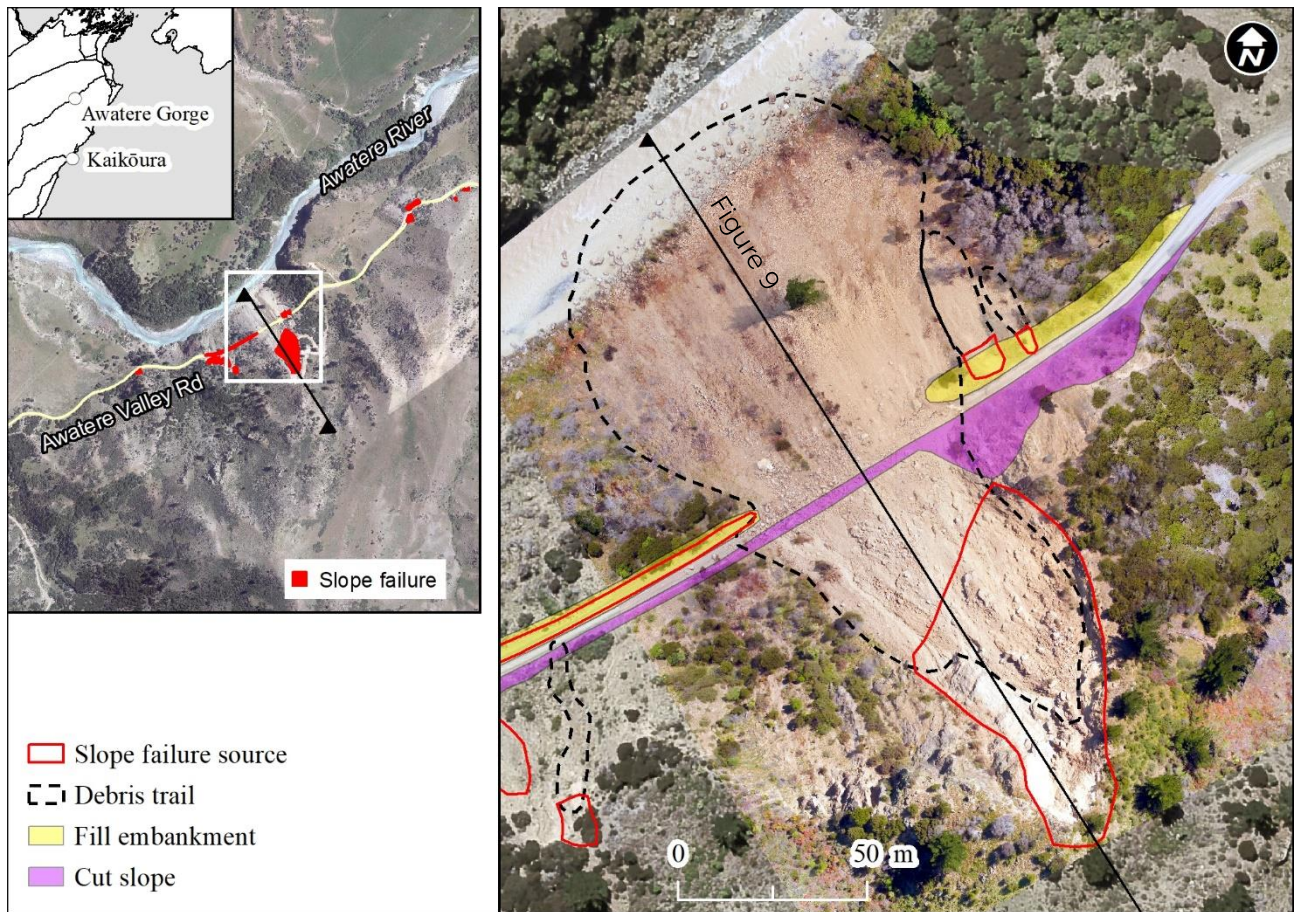 Awatere Gorge
Kaikōura
Awatere River
Awatere Valley Rd
Slope failure
Slope failure source
Debris trail
Fill embankment
Cut slope
N
Figure 9
0 50 m